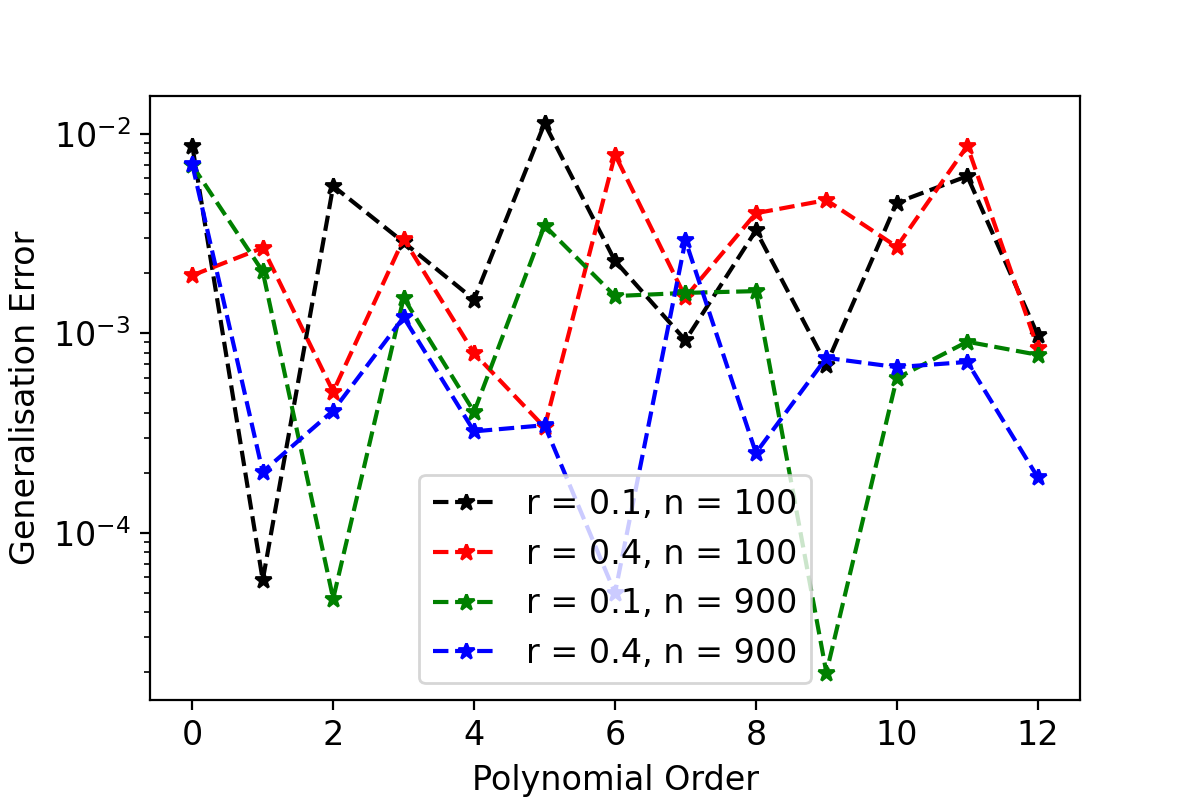 10⁻²
10⁻³
10⁻⁴
Generalisation Error
r = 0.1, n = 100
r = 0.4, n = 100
r = 0.1, n = 900
r = 0.4, n = 900
0 2 4 6 8 10 12
Polynomial Order